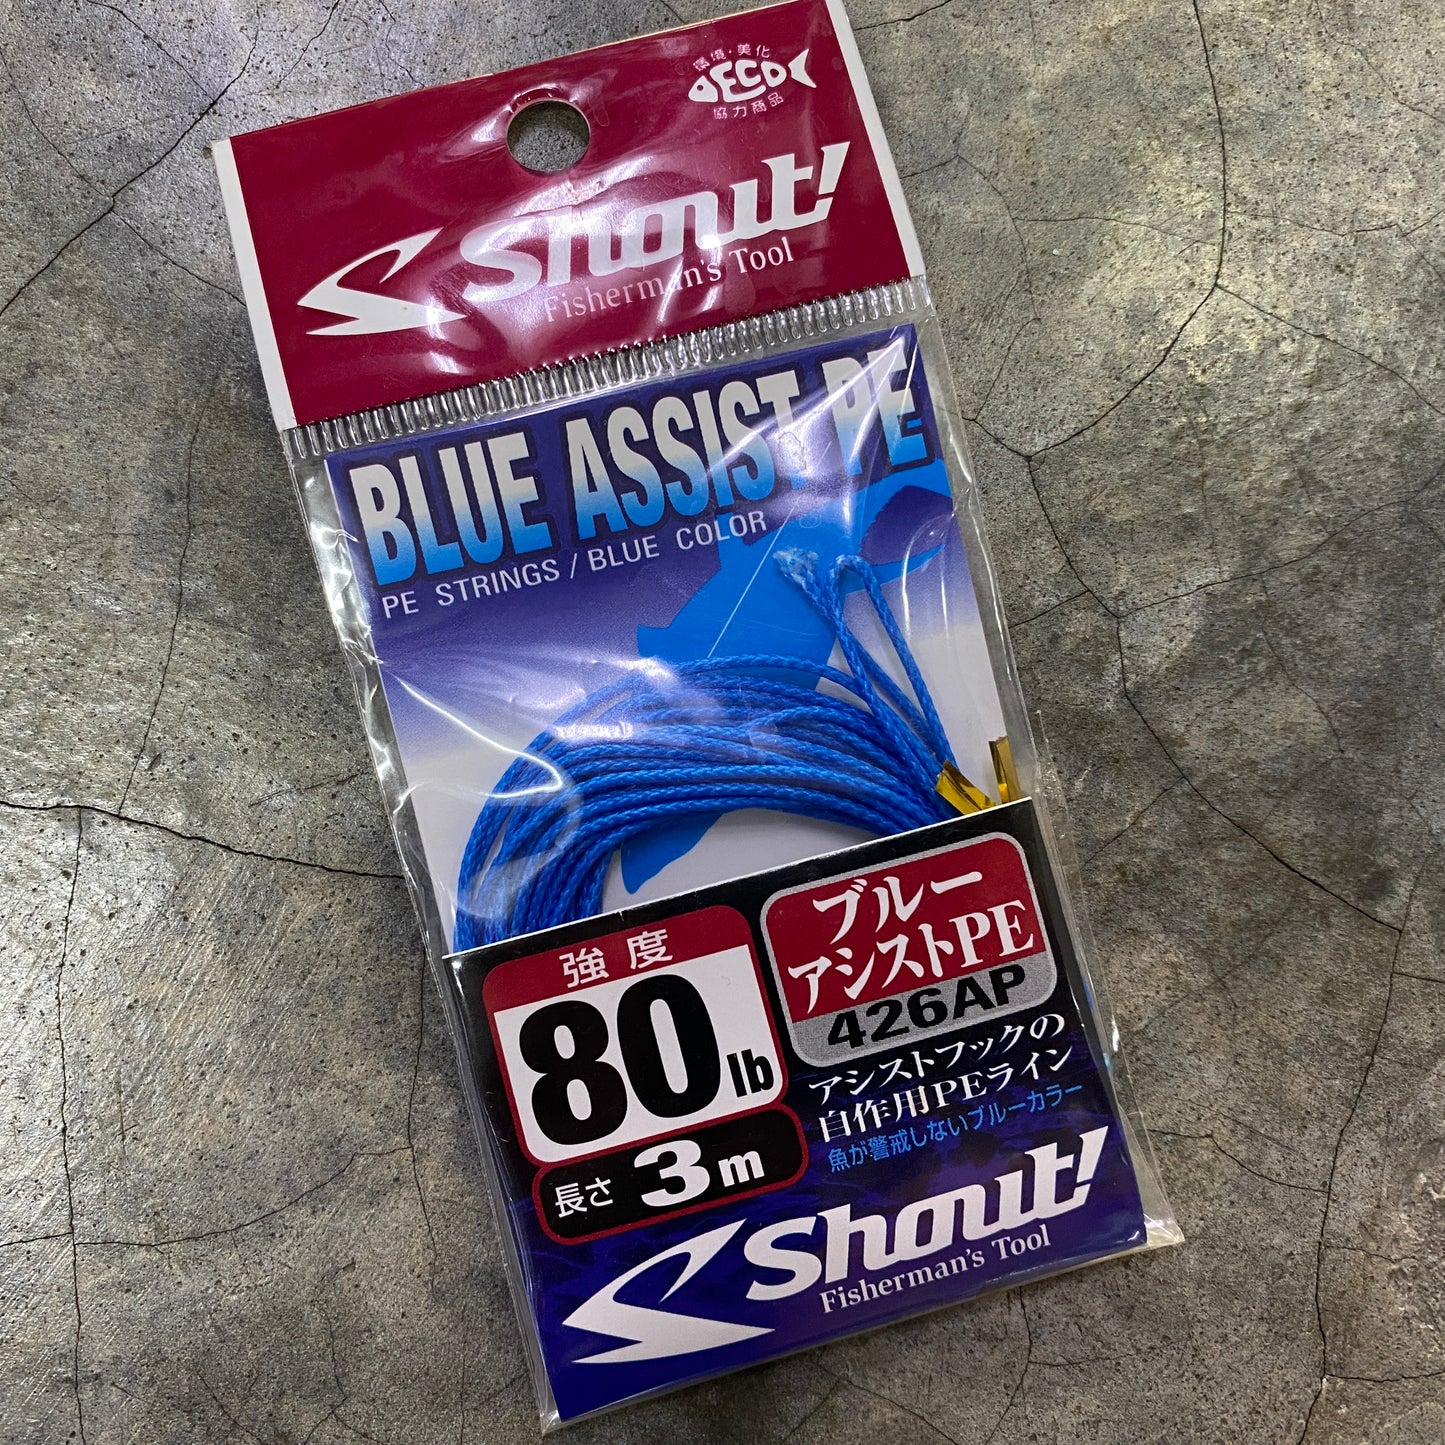 環境・美化
DECO
協力商品
Shout!
Fisherman's Tool
BLUE ASSIST PE
PE STRINGS / BLUE COLOR
ブルー
アシストPE
426AP
強度
80lb
長さ 3m
アシストフックの
自作用PEライン
魚が警戒しないブルーカラー
Shout!
Fisherman's Tool